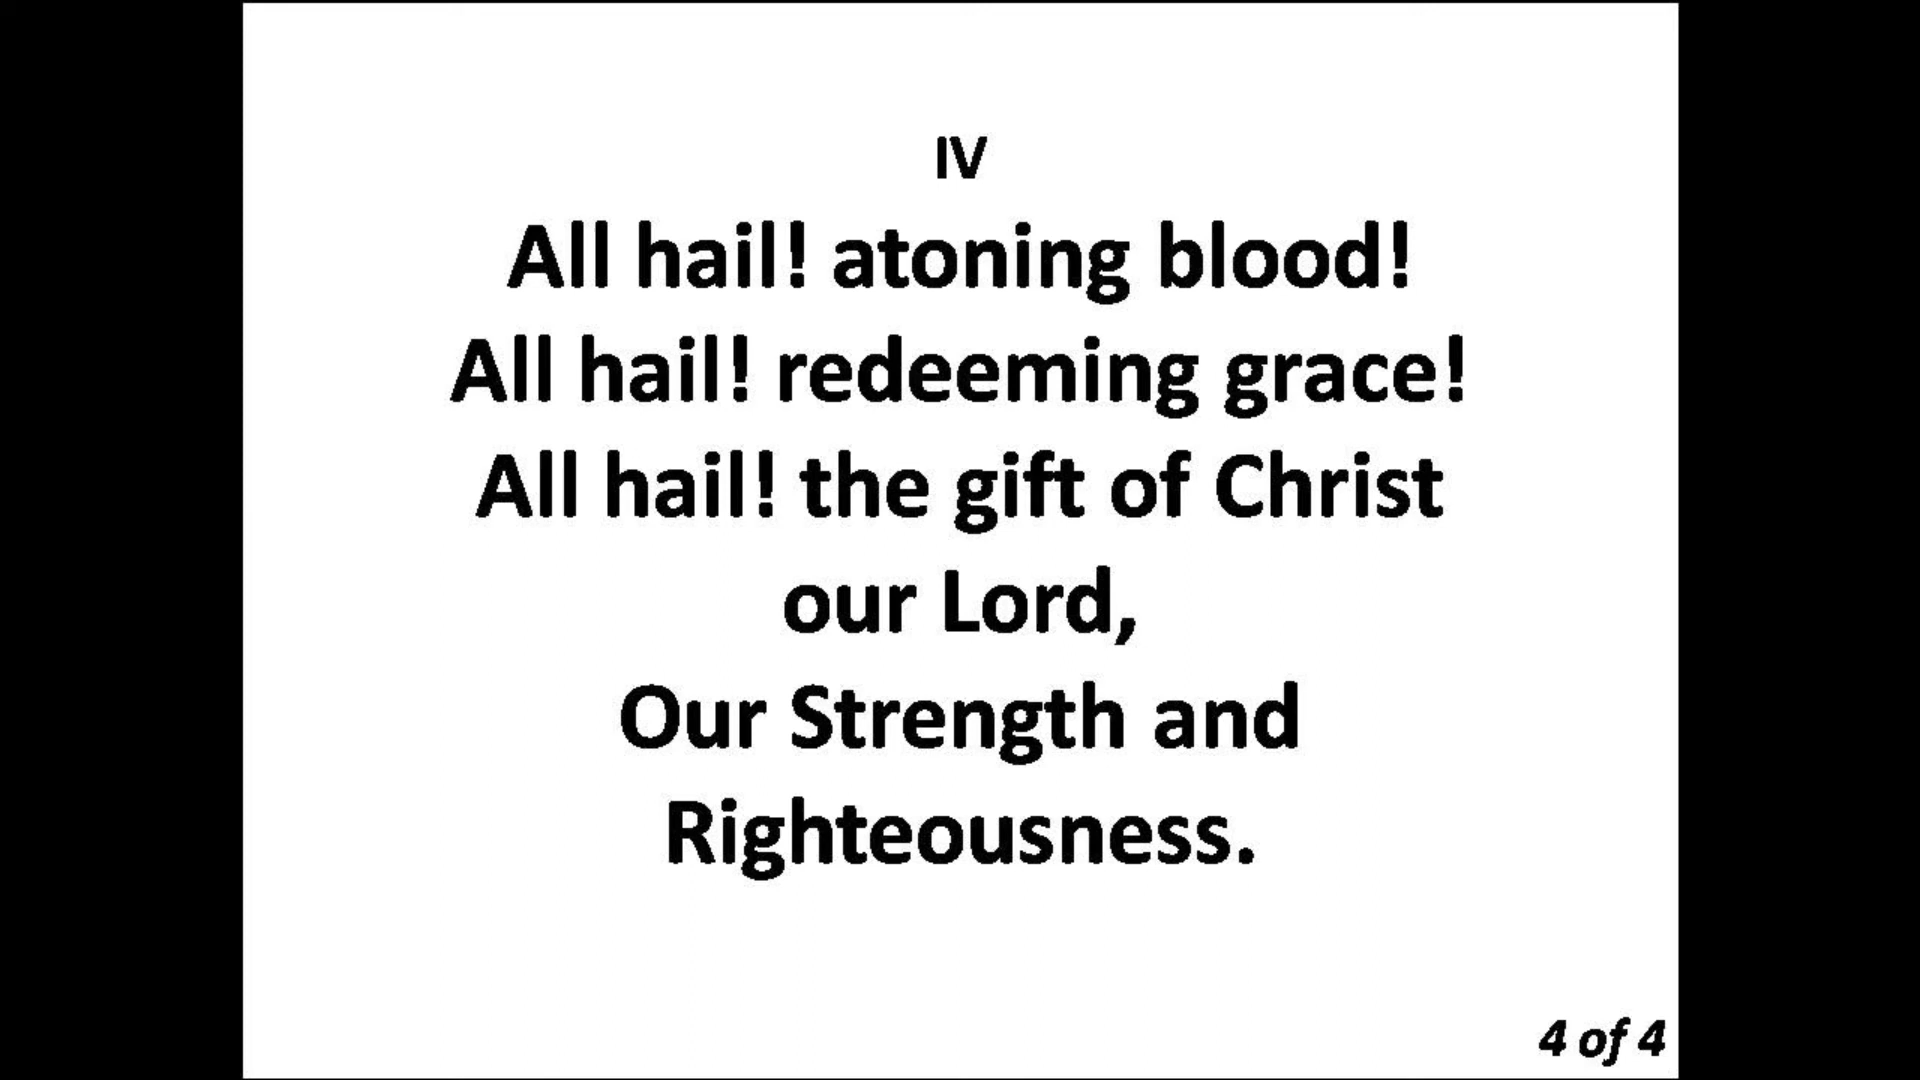 IV
All hail! atoning blood!
All hail! redeeming grace!
All hail! the gift of Christ
our Lord,
Our Strength and
Righteousness.
4 of 4